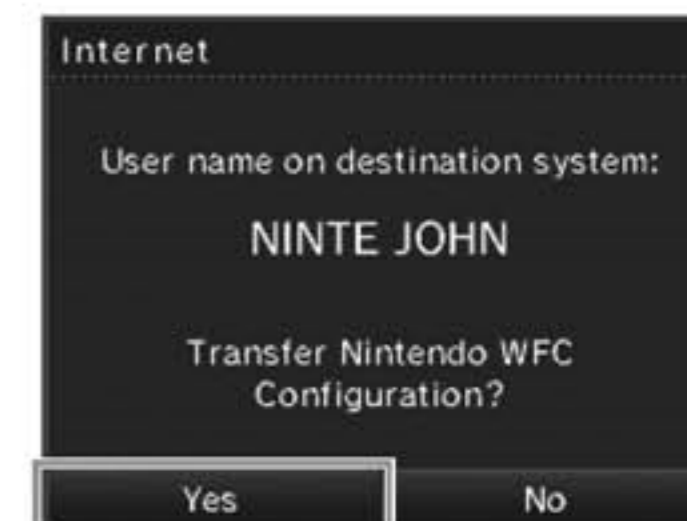 Internet
User name on destination system:
NINTE JOHN
Transfer Nintendo WFC
Configuration?
Yes No